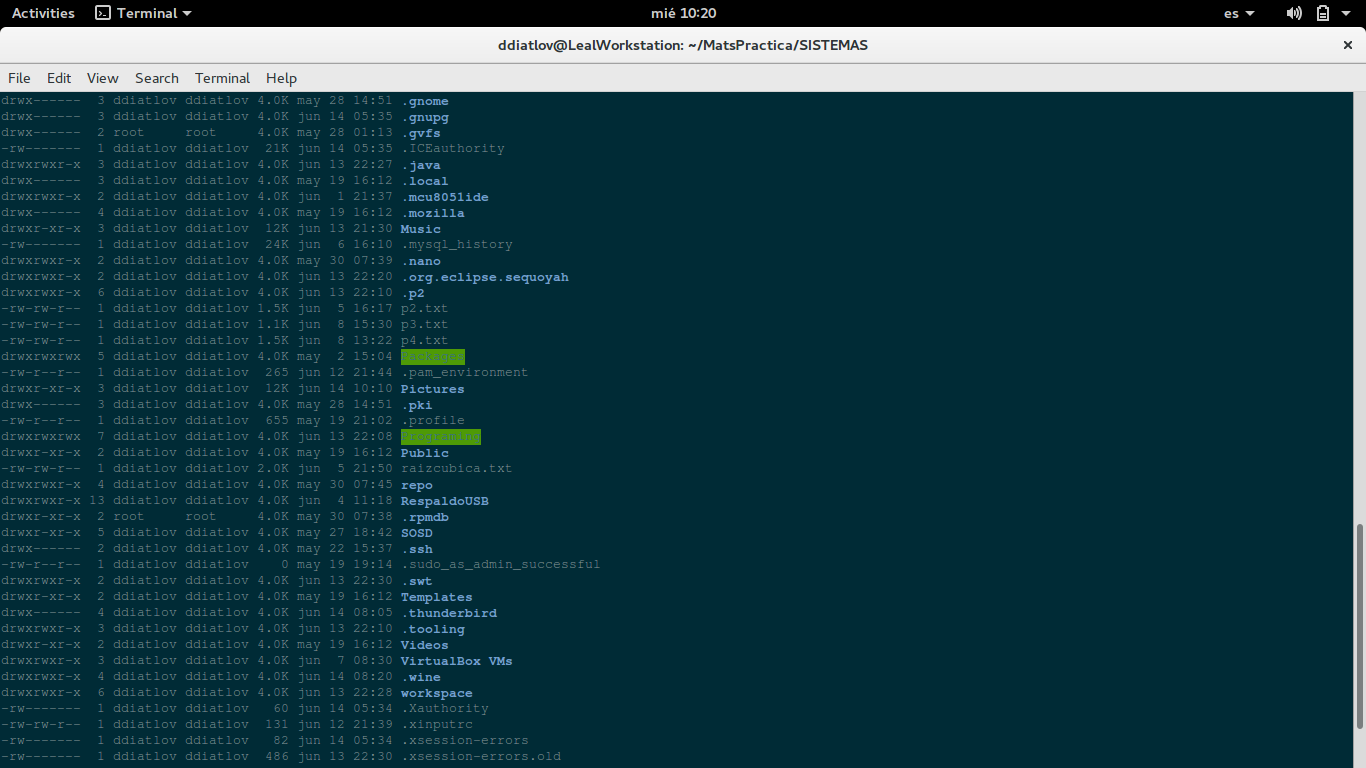 Activities Terminal mié 10:20 es
ddiatlov@LealWorkstation: ~/MatsPractica/SISTEMAS ×
File Edit View Search Terminal Help
drwx------  3 ddiatlov ddiatlov 4.0K may 28 14:51 .gnome
drwx------  3 ddiatlov ddiatlov 4.0K jun 14 05:35 .gnupg
drwx------  2 root     root     4.0K may 28 01:13 .gvfs
-rw-------  1 ddiatlov ddiatlov  21K jun 14 05:35 .ICEauthority
drwxrwxr-x  3 ddiatlov ddiatlov 4.0K jun 13 22:27 .java
drwx------  3 ddiatlov ddiatlov 4.0K may 19 16:12 .local
drwxrwxr-x  2 ddiatlov ddiatlov 4.0K jun  1 21:37 .mcu8051ide
drwx------  4 ddiatlov ddiatlov 4.0K may 19 16:12 .mozilla
drwxr-xr-x  3 ddiatlov ddiatlov  12K jun 13 21:30 Music
-rw-------  1 ddiatlov ddiatlov  24K jun  6 16:10 .mysql_history
drwxrwxr-x  2 ddiatlov ddiatlov 4.0K may 30 07:39 .nano
drwxrwxr-x  2 ddiatlov ddiatlov 4.0K jun 13 22:20 .org.eclipse.sequoyah
drwxrwxr-x  6 ddiatlov ddiatlov 4.0K jun 13 22:10 .p2
-rw-rw-r--  1 ddiatlov ddiatlov 1.5K jun  5 16:17 p2.txt
-rw-rw-r--  1 ddiatlov ddiatlov 1.1K jun  8 15:30 p3.txt
-rw-rw-r--  1 ddiatlov ddiatlov 1.5K jun  8 13:22 p4.txt
drwxrwxrwx  5 ddiatlov ddiatlov 4.0K may  2 15:04 Packages
-rw-r--r--  1 ddiatlov ddiatlov  265 jun 12 21:44 .pam_environment
drwxr-xr-x  3 ddiatlov ddiatlov  12K jun 14 10:10 Pictures
drwx------  3 ddiatlov ddiatlov 4.0K may 28 14:51 .pki
-rw-r--r--  1 ddiatlov ddiatlov  655 may 19 21:02 .profile
drwxrwxrwx  7 ddiatlov ddiatlov 4.0K jun 13 22:08 Programing
drwxr-xr-x  2 ddiatlov ddiatlov 4.0K may 19 16:12 Public
-rw-rw-r--  1 ddiatlov ddiatlov 2.0K jun  5 21:50 raizcubica.txt
drwxrwxr-x  4 ddiatlov ddiatlov 4.0K may 30 07:45 repo
drwxrwxr-x 13 ddiatlov ddiatlov 4.0K jun  4 11:18 RespaldoUSB
drwxr-xr-x  2 root     root     4.0K may 30 07:38 .rpmdb
drwxr-xr-x  5 ddiatlov ddiatlov 4.0K may 27 18:42 SOSD
drwx------  2 ddiatlov ddiatlov 4.0K may 22 15:37 .ssh
-rw-r--r--  1 ddiatlov ddiatlov    0 may 19 19:14 .sudo_as_admin_successful
drwxrwxr-x  2 ddiatlov ddiatlov 4.0K jun 13 22:30 .swt
drwxr-xr-x  2 ddiatlov ddiatlov 4.0K may 19 16:12 Templates
drwx------  4 ddiatlov ddiatlov 4.0K jun 14 08:05 .thunderbird
drwxrwxr-x  3 ddiatlov ddiatlov 4.0K jun 13 22:10 .tooling
drwxr-xr-x  2 ddiatlov ddiatlov 4.0K may 19 16:12 Videos
drwxrwxr-x  3 ddiatlov ddiatlov 4.0K jun  7 08:30 VirtualBox VMs
drwxrwxr-x  4 ddiatlov ddiatlov 4.0K jun 14 08:20 .wine
drwxrwxr-x  6 ddiatlov ddiatlov 4.0K jun 13 22:28 workspace
-rw-------  1 ddiatlov ddiatlov   60 jun 14 05:34 .Xauthority
-rw-rw-r--  1 ddiatlov ddiatlov  131 jun 12 21:39 .xinputrc
-rw-------  1 ddiatlov ddiatlov   82 jun 14 05:34 .xsession-errors
-rw-------  1 ddiatlov ddiatlov  486 jun 13 22:30 .xsession-errors.old